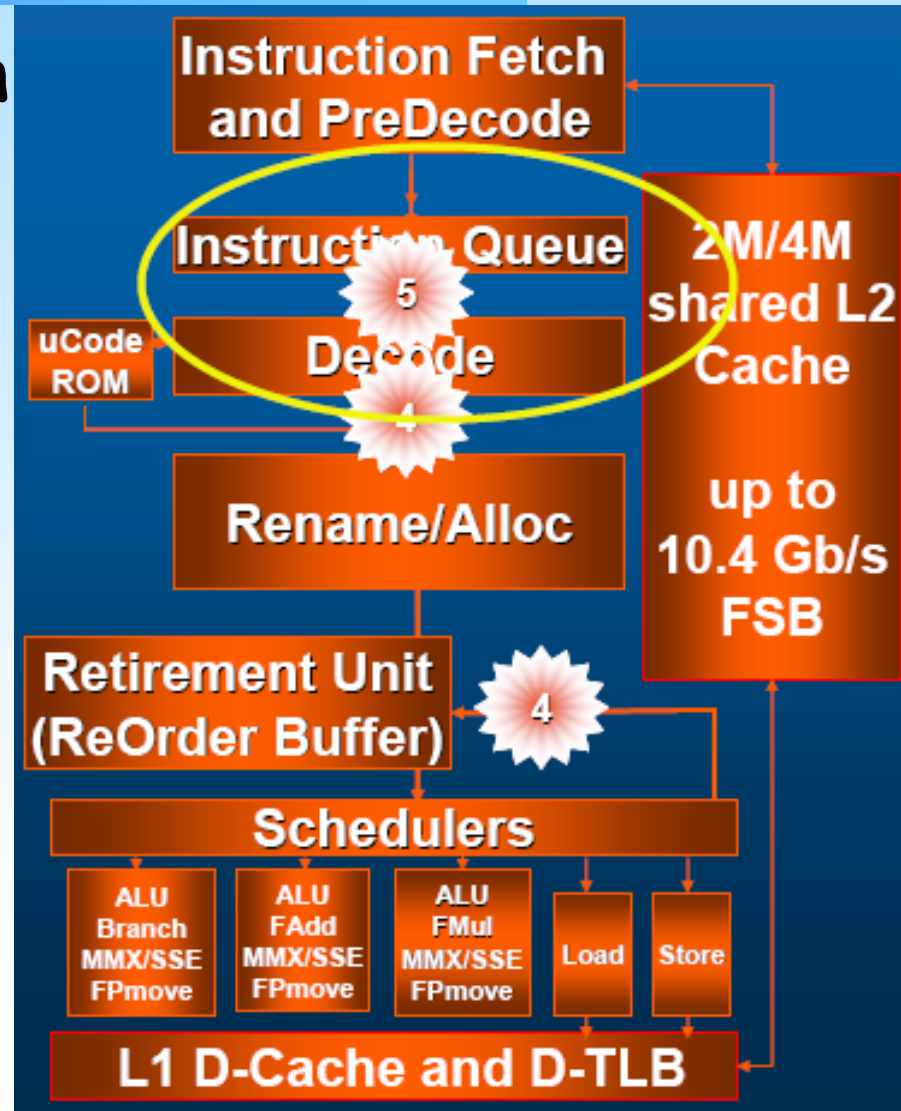 Instruction Fetch
and PreDecode
Instruction Queue
5
uCode
ROM
Decode
4
2M/4M
shared L2
Cache
up to
10.4 Gb/s
FSB
Rename/Alloc
Retirement Unit
(ReOrder Buffer)
4
Schedulers
ALU
Branch
MMX/SSE
FPmove
ALU
FAdd
MMX/SSE
FPmove
ALU
FMul
MMX/SSE
FPmove
Load
Store
L1 D-Cache and D-TLB